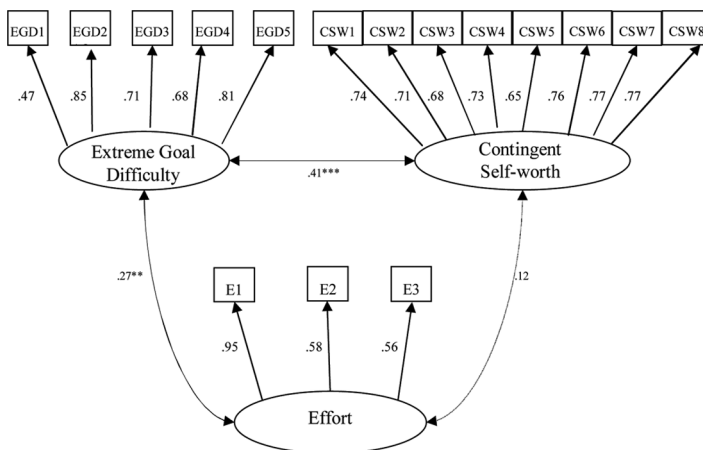 EGD1 EGD2 EGD3 EGD4 EGD5 CSW1 CSW2 CSW3 CSW4 CSW5 CSW6 CSW7 CSW8
.47 .85 .71 .68 .81 .74 .71 .68 .73 .65 .76 .77 .77
Extreme Goal
Difficulty
Contingent
Self-worth
.41***
.27**
.12
E1 E2 E3
.95 .58 .56
Effort